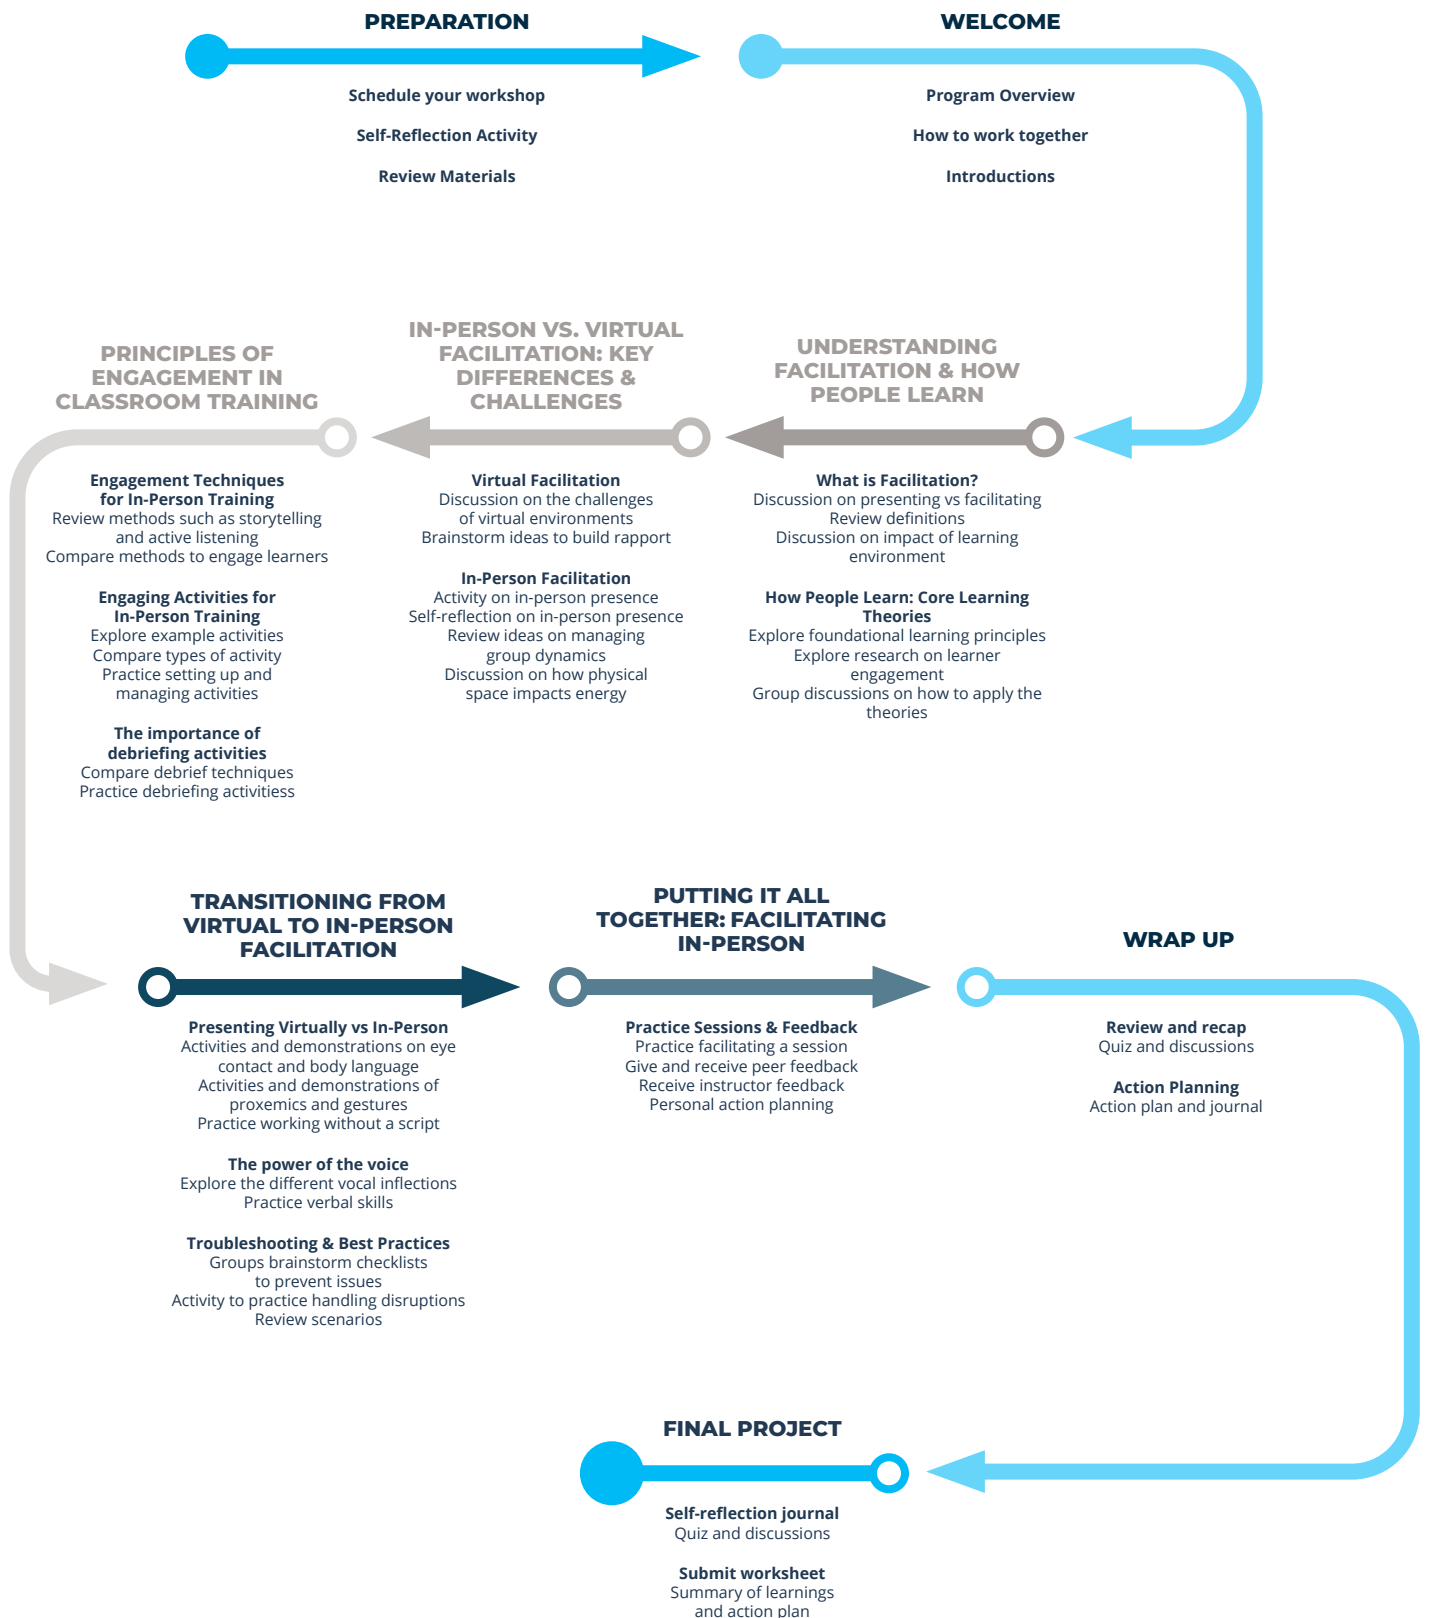 PREPARATION
Schedule your workshop
Self-Reflection Activity
Review Materials
WELCOME
Program Overview
How to work together
Introductions
UNDERSTANDING
FACILITATION & HOW
PEOPLE LEARN
What is Facilitation?
Discussion on presenting vs facilitating
Review definitions
Discussion on impact of learning
environment
How People Learn: Core Learning
Theories
Explore foundational learning principles
Explore research on learner
engagement
Group discussions on how to apply the
theories
IN-PERSON VS. VIRTUAL
FACILITATION: KEY
DIFFERENCES &
CHALLENGES
Virtual Facilitation
Discussion on the challenges
of virtual environments
Brainstorm ideas to build rapport
In-Person Facilitation
Activity on in-person presence
Self-reflection on in-person presence
Review ideas on managing
group dynamics
Discussion on how physical
space impacts energy
PRINCIPLES OF
ENGAGEMENT IN
CLASSROOM TRAINING
Engagement Techniques
for In-Person Training
Review methods such as storytelling
and active listening
Compare methods to engage learners
Engaging Activities for
In-Person Training
Explore example activities
Compare types of activity
Practice setting up and
managing activities
The importance of
debriefing activities
Compare debrief techniques
Practice debriefing activitiess
TRANSITIONING FROM
VIRTUAL TO IN-PERSON
FACILITATION
Presenting Virtually vs In-Person
Activities and demonstrations on eye
contact and body language
Activities and demonstrations of
proxemics and gestures
Practice working without a script
The power of the voice
Explore the different vocal inflections
Practice verbal skills
Troubleshooting & Best Practices
Groups brainstorm checklists
to prevent issues
Activity to practice handling disruptions
Review scenarios
PUTTING IT ALL
TOGETHER: FACILITATING
IN-PERSON
Practice Sessions & Feedback
Practice facilitating a session
Give and receive peer feedback
Receive instructor feedback
Personal action planning
WRAP UP
Review and recap
Quiz and discussions
Action Planning
Action plan and journal
FINAL PROJECT
Self-reflection journal
Quiz and discussions
Submit worksheet
Summary of learnings
and action plan